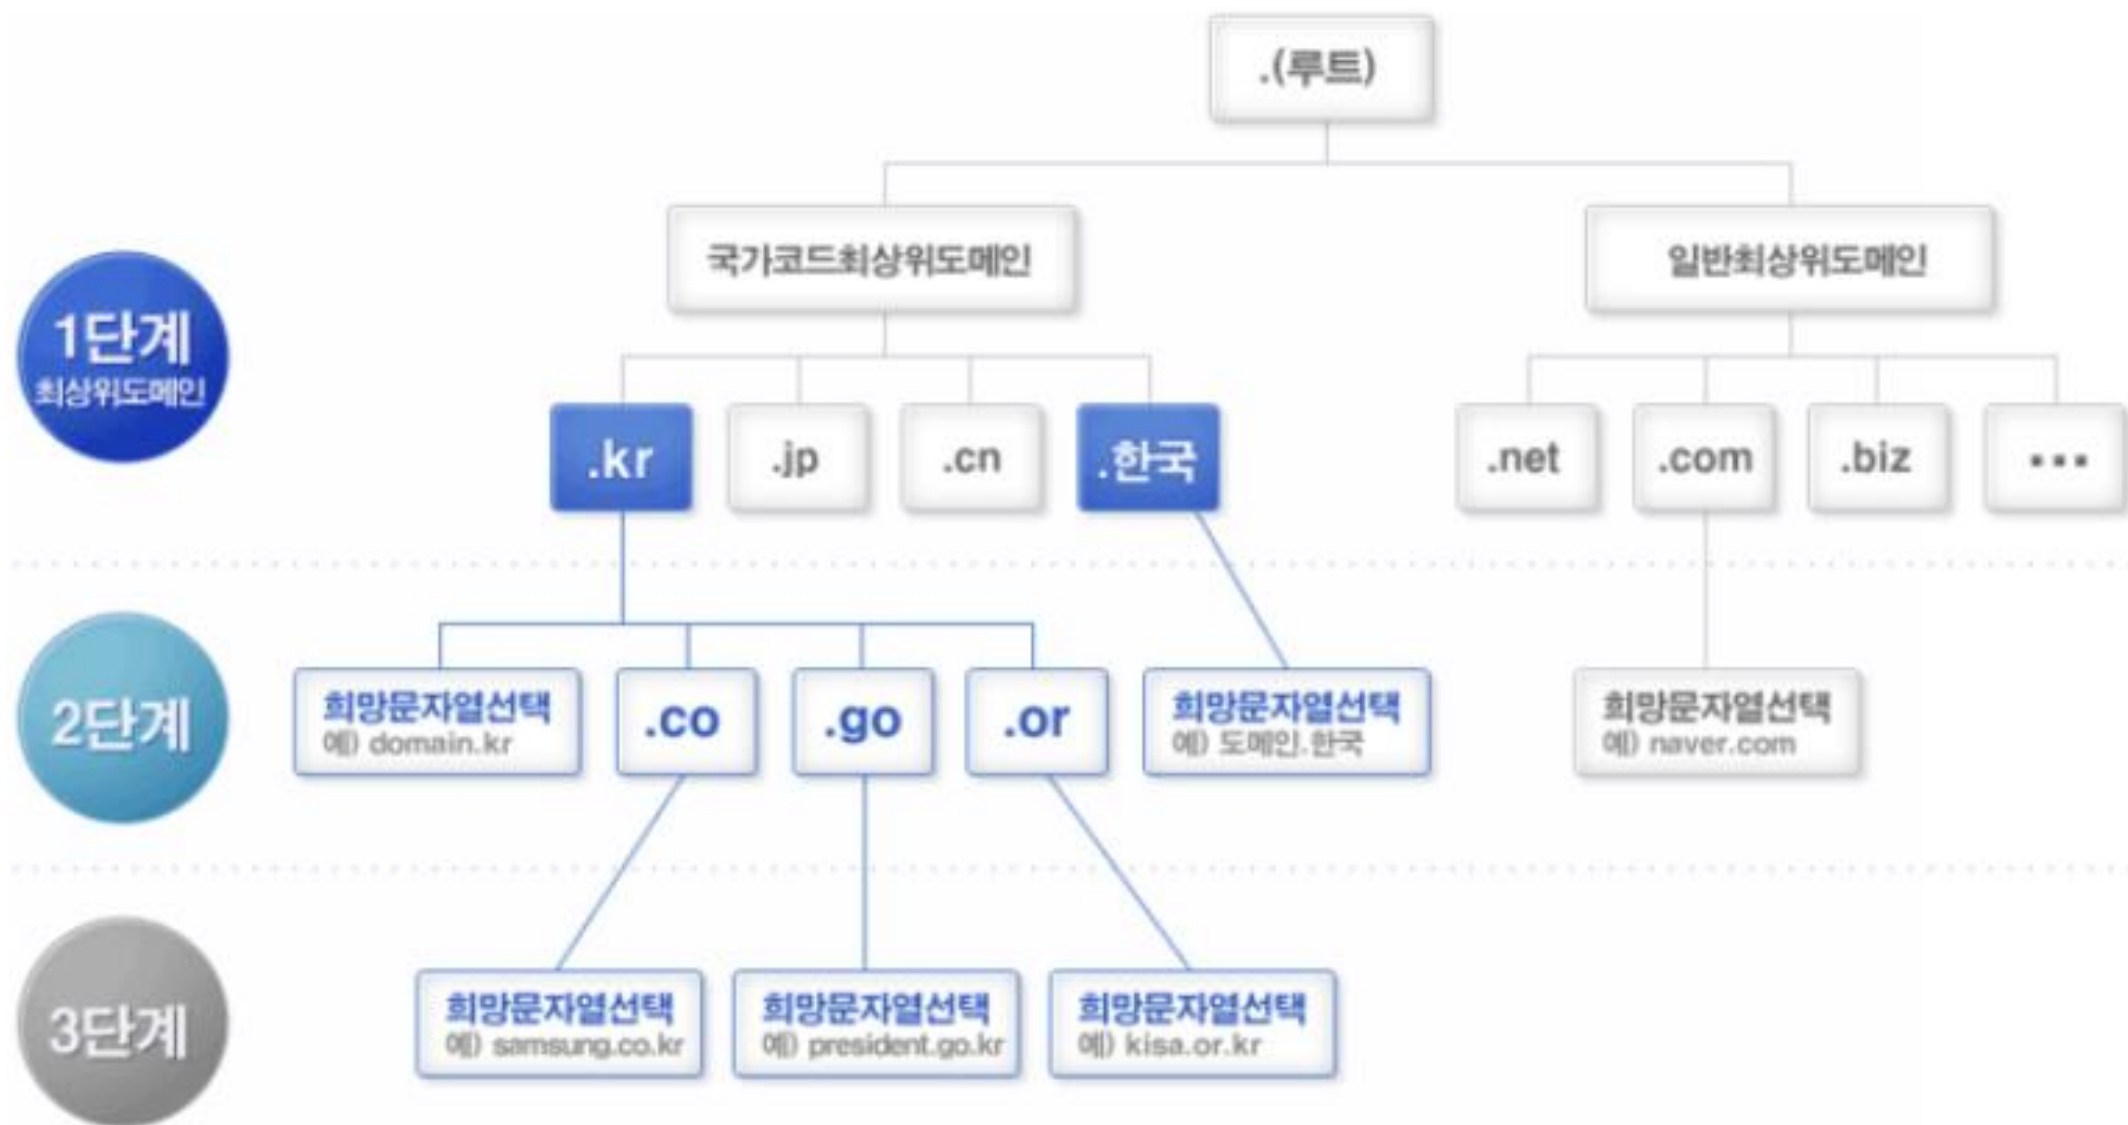 .(루트)
국가코드최상위도메인
일반최상위도메인
1단계
최상위도메인
.kr
.jp
.cn
.한국
.net
.com
.biz
...
2단계
희망문자열선택
예) domain.kr
.co
.go
.or
희망문자열선택
예) 도메인.한국
희망문자열선택
예) naver.com
3단계
희망문자열선택
예) samsung.co.kr
희망문자열선택
예) president.go.kr
희망문자열선택
예) kisa.or.kr